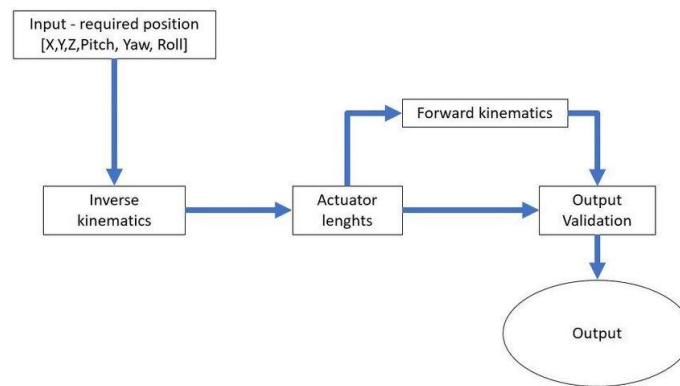 Input - required position
[X,Y,Z,Pitch, Yaw, Roll]
Forward kinematics
Inverse
kinematics
Actuator
lenghts
Output
Validation
Output